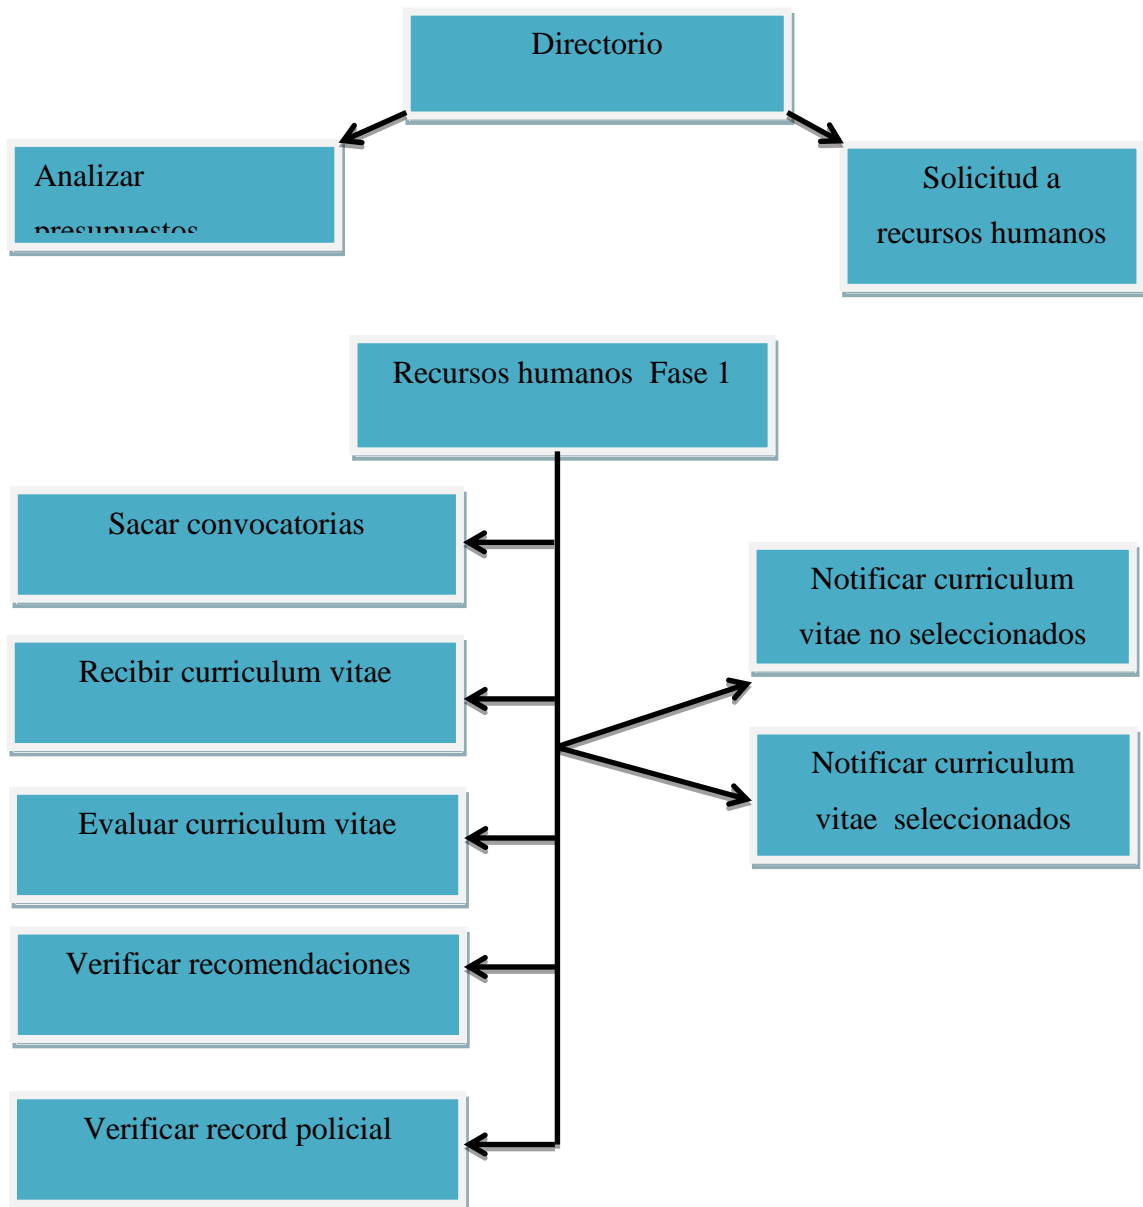 Directorio
Analizar
presupuestos
Solicitud a
recursos humanos
Recursos humanos  Fase 1
Sacar convocatorias
Recibir curriculum vitae
Evaluar curriculum vitae
Verificar recomendaciones
Verificar record policial
Notificar curriculum
vitae no seleccionados
Notificar curriculum
vitae  seleccionados